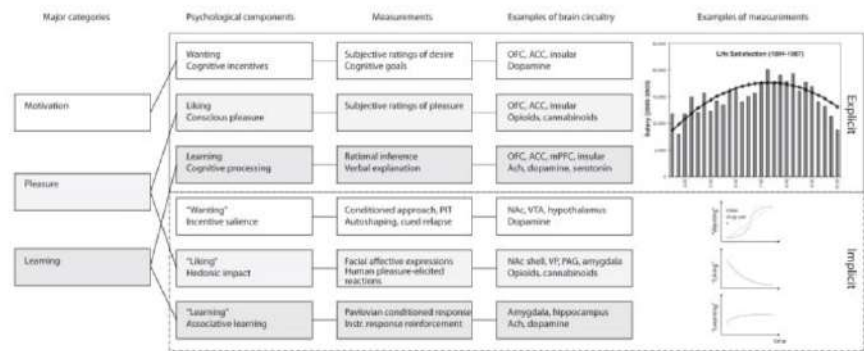 Major categories
Psychological components
Measurements
Examples of brain circuitry
Examples of measurements
Motivation
Pleasure
Learning
Wanting
Cognitive incentives
Subjective ratings of desire
Cognitive goals
OFC, ACC, insular
Dopamine
Liking
Conscious pleasure
Subjective ratings of pleasure
OFC, ACC, insular
Opioids, cannabinoids
Learning
Cognitive processing
Rational inference
Verbal explanation
OFC, ACC, mPFC, insular
Ach, dopamine, serotonin
Life Satisfaction
Explicit
"Wanting"
Incentive salience
Conditioned approach, PIT
Autoshaping, cued relapse
NAc, VTA, hypothalamus
Dopamine
"Liking"
Hedonic impact
Facial affective expressions
Human pleasure-elicited
reactions
NAc shell, VP, PAG, amygdala
Opioids, cannabinoids
"Learning"
Associative learning
Pavlovian conditioned response
Instr. response reinforcement
Amygdala, hippocampus
Ach, dopamine
"Wanting"
"Liking"
"Learning"
Implicit